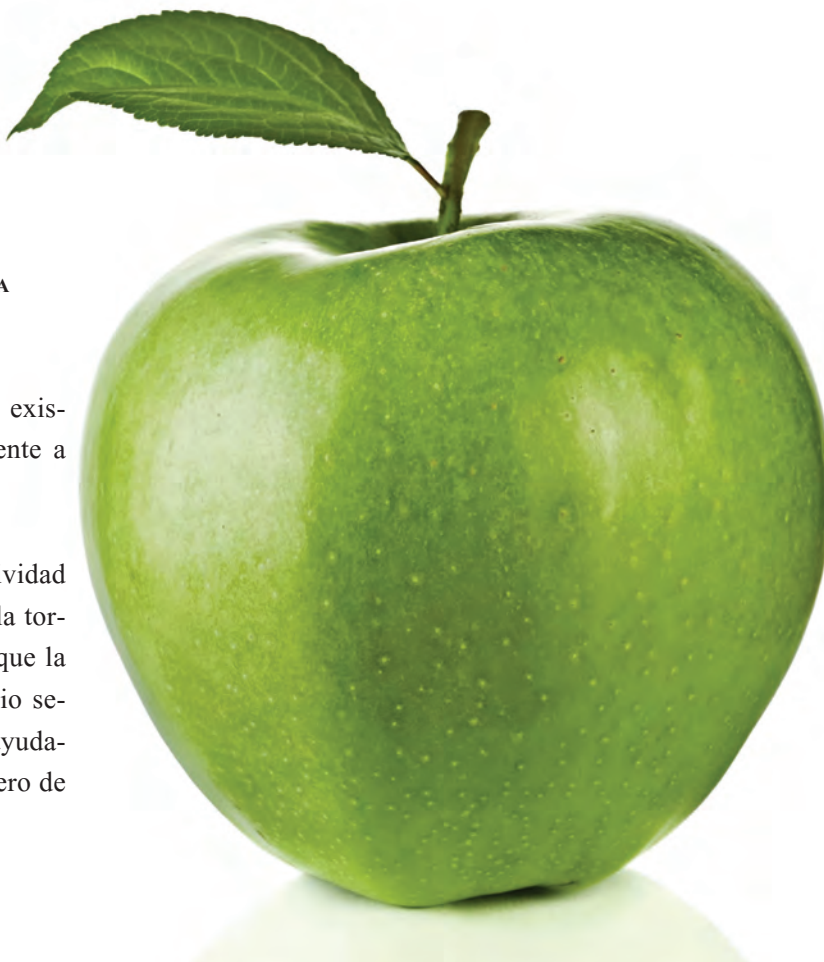 A
exis-
ente a
vidad
la tor-
que la
io se-
yuda-
ero de